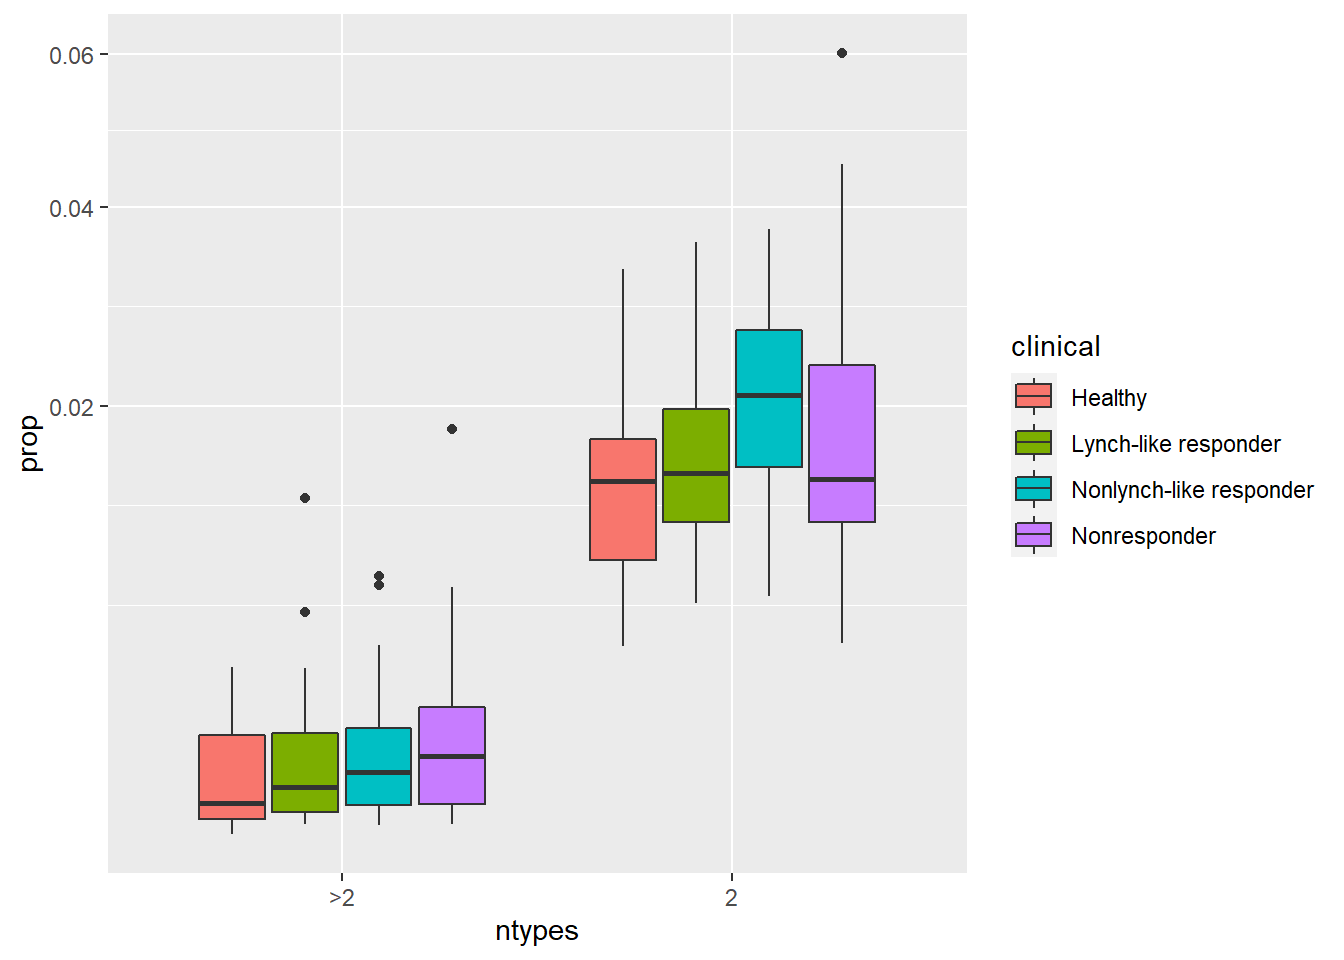 0.06
0.04
0.02
prop
>2
2
ntypes
clinical
Healthy
Lynch-like responder
Nonlynch-like responder
Nonresponder